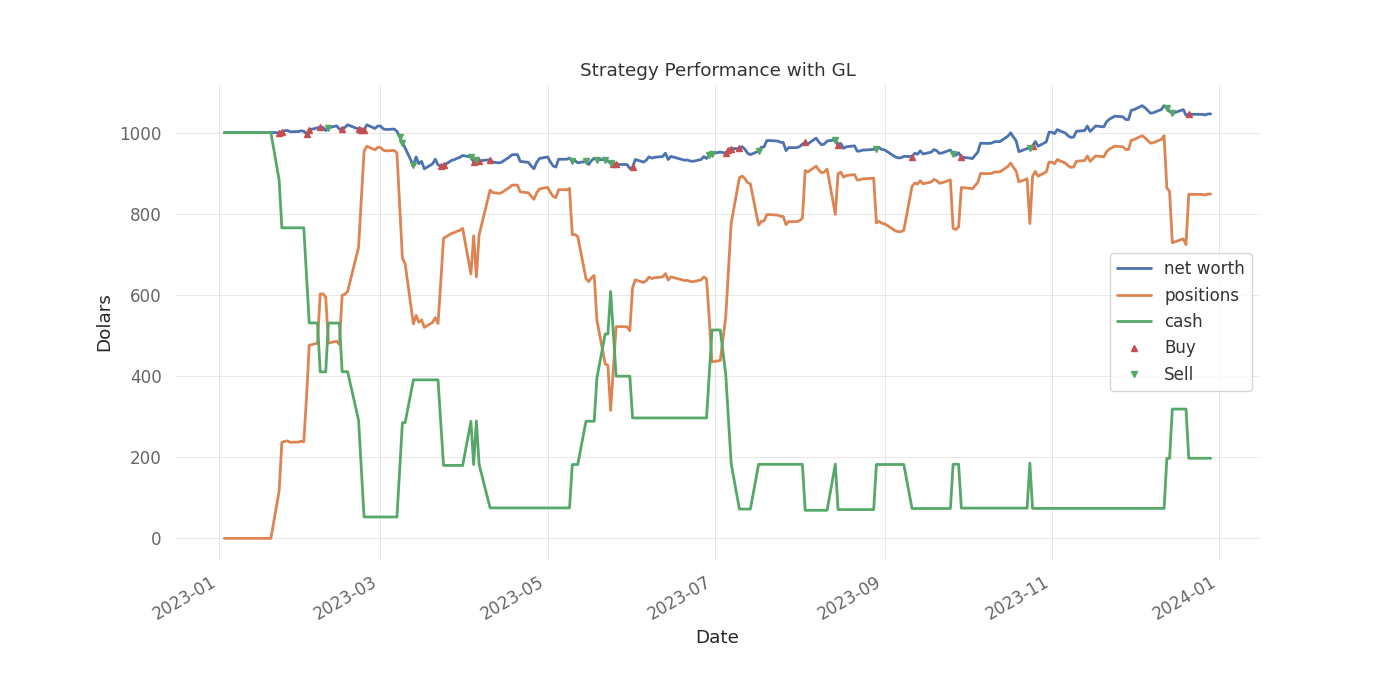 Strategy Performance with GL
1000
800
600
400
200
0
Dolars
net worth
positions
cash
Buy
Sell
2023-01
2023-03
2023-05
2023-07
2023-09
2023-11
2024-01
Date